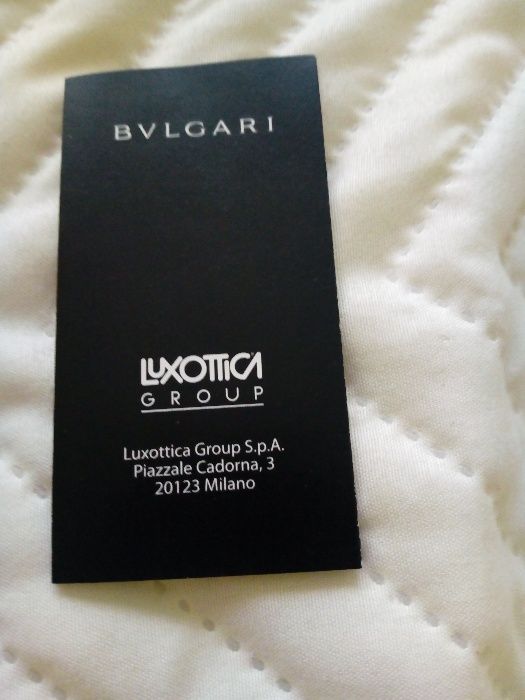 BVLGARI
LUXOTTICA
GROUP
Luxottica Group S.p.A.
Piazzale Cadorna, 3
20123 Milano